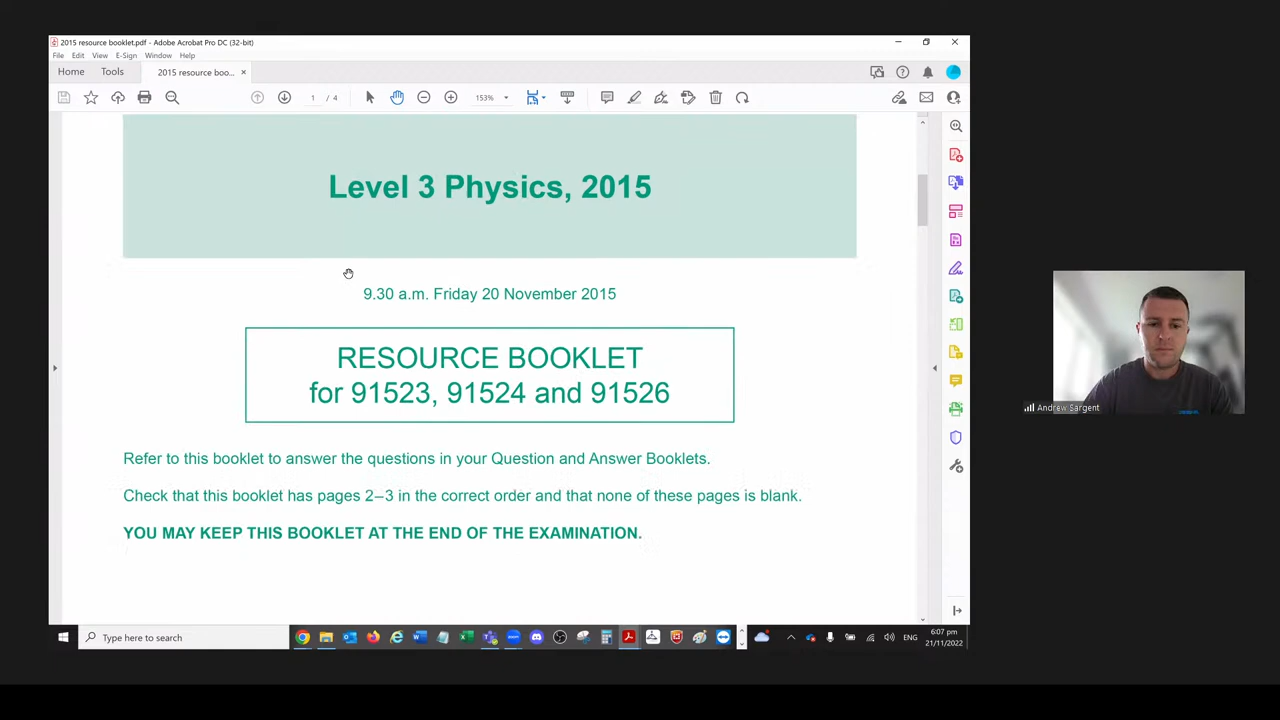 2015 resource booklet.pdf - Adobe Acrobat Pro DC (32-bit)
File Edit View E-Sign Window Help
Home Tools 2015 resource boo... ×
1 / 4 153%
Level 3 Physics, 2015
9.30 a.m. Friday 20 November 2015
RESOURCE BOOKLET
for 91523, 91524 and 91526
Refer to this booklet to answer the questions in your Question and Answer Booklets.
Check that this booklet has pages 2–3 in the correct order and that none of these pages is blank.
YOU MAY KEEP THIS BOOKLET AT THE END OF THE EXAMINATION.
Andrew Sargent
Type here to search
ENG
6:07 pm
21/11/2022